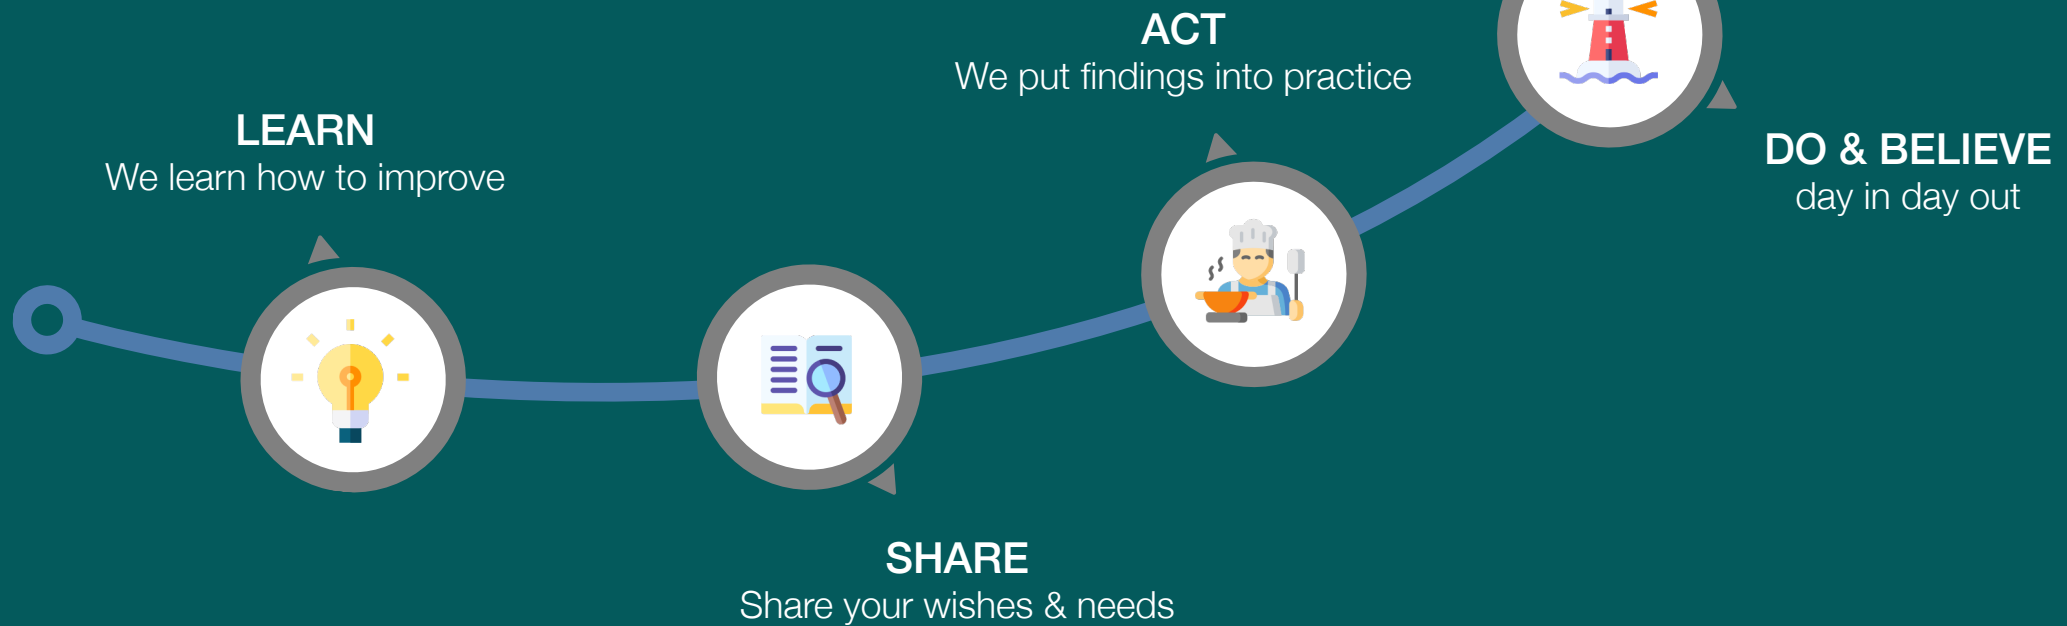 LEARN
We learn how to improve
SHARE
Share your wishes & needs
ACT
We put findings into practice
DO & BELIEVE
day in day out